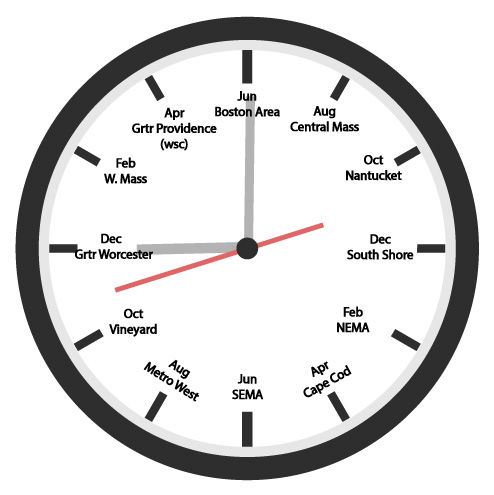 Jun
Boston Area
Aug
Central Mass
Oct
Nantucket
Dec
South Shore
Feb
NEMA
Apr
Cape Cod
Jun
SEMA
Aug
Metro West
Oct
Vineyard
Dec
Grtr Worcester
Feb
W. Mass
Apr
Grtr Providence
(wsc)